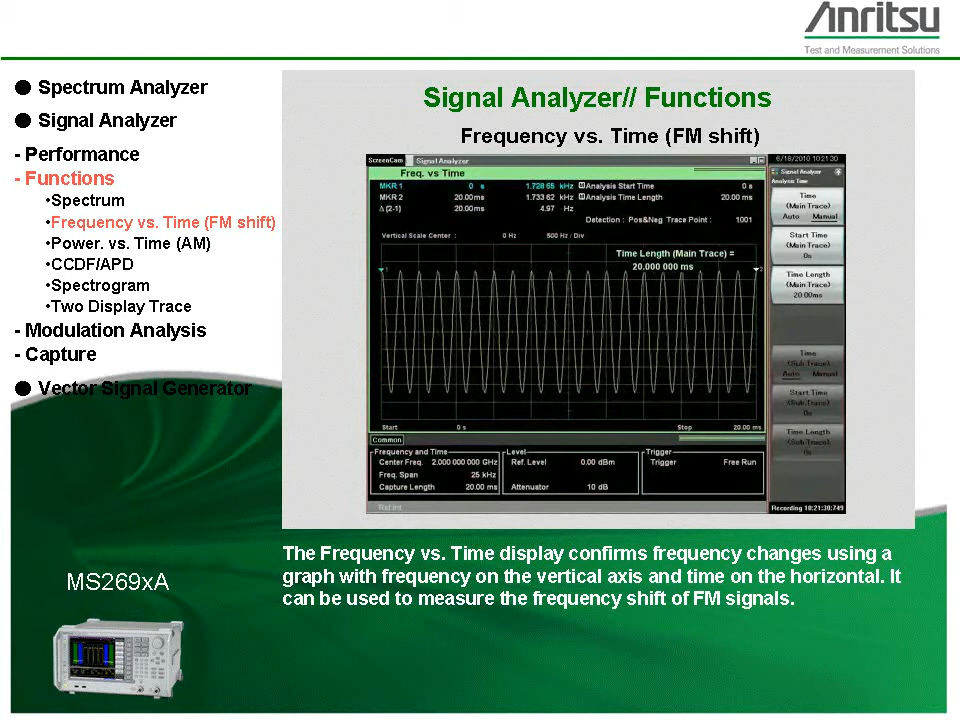 Anritsu
Test and Measurement Solutions
● Spectrum Analyzer
● Signal Analyzer
- Performance
- Functions
•Spectrum
•Frequency vs. Time (FM shift)
•Power. vs. Time (AM)
•CCDF/APD
•Spectrogram
•Two Display Trace
- Modulation Analysis
- Capture
● Vector Signal Generator
MS269xA
Signal Analyzer// Functions
Frequency vs. Time (FM shift)
ScreenCam Signal Analyzer
Freq. vs Time
MKR 1 0 s 1.728 65 kHz Analysis Start Time 0 s
MKR 2 20.00ms 1.733 62 kHz Analysis Time Length 20.00 ms
Δ (2-1) 20.00ms 4.97 Hz
Detection : Pos&Neg Trace Point : 1001
Vertical Scale Center : 0 Hz 500 Hz / Div
Time Length (Main Trace) =
20.000 000 ms
1 2
Start 0 s Stop 20.00 ms
Common
Frequency and Time
Center Freq. 2.000 000 000 GHz
Freq. Span 25 kHz
Capture Length 20.00 ms
Level
Ref. Level 0.00 dBm
Attenuator 10 dB
Trigger
Trigger Free Run
Ref.Int
6/18/2010 10:21:30
Signal Analyzer
Analysis Time
Time
(Main Trace)
Auto Manual
Start Time
(Main Trace)
0s
Time Length
(Main Trace)
20.00ms
Time
(Sub Trace)
Auto Manual
Start Time
(Sub Trace)
0s
Time Length
(Sub Trace)
0s
Recording 10:21:30:749
The Frequency vs. Time display confirms frequency changes using a
graph with frequency on the vertical axis and time on the horizontal. It
can be used to measure the frequency shift of FM signals.